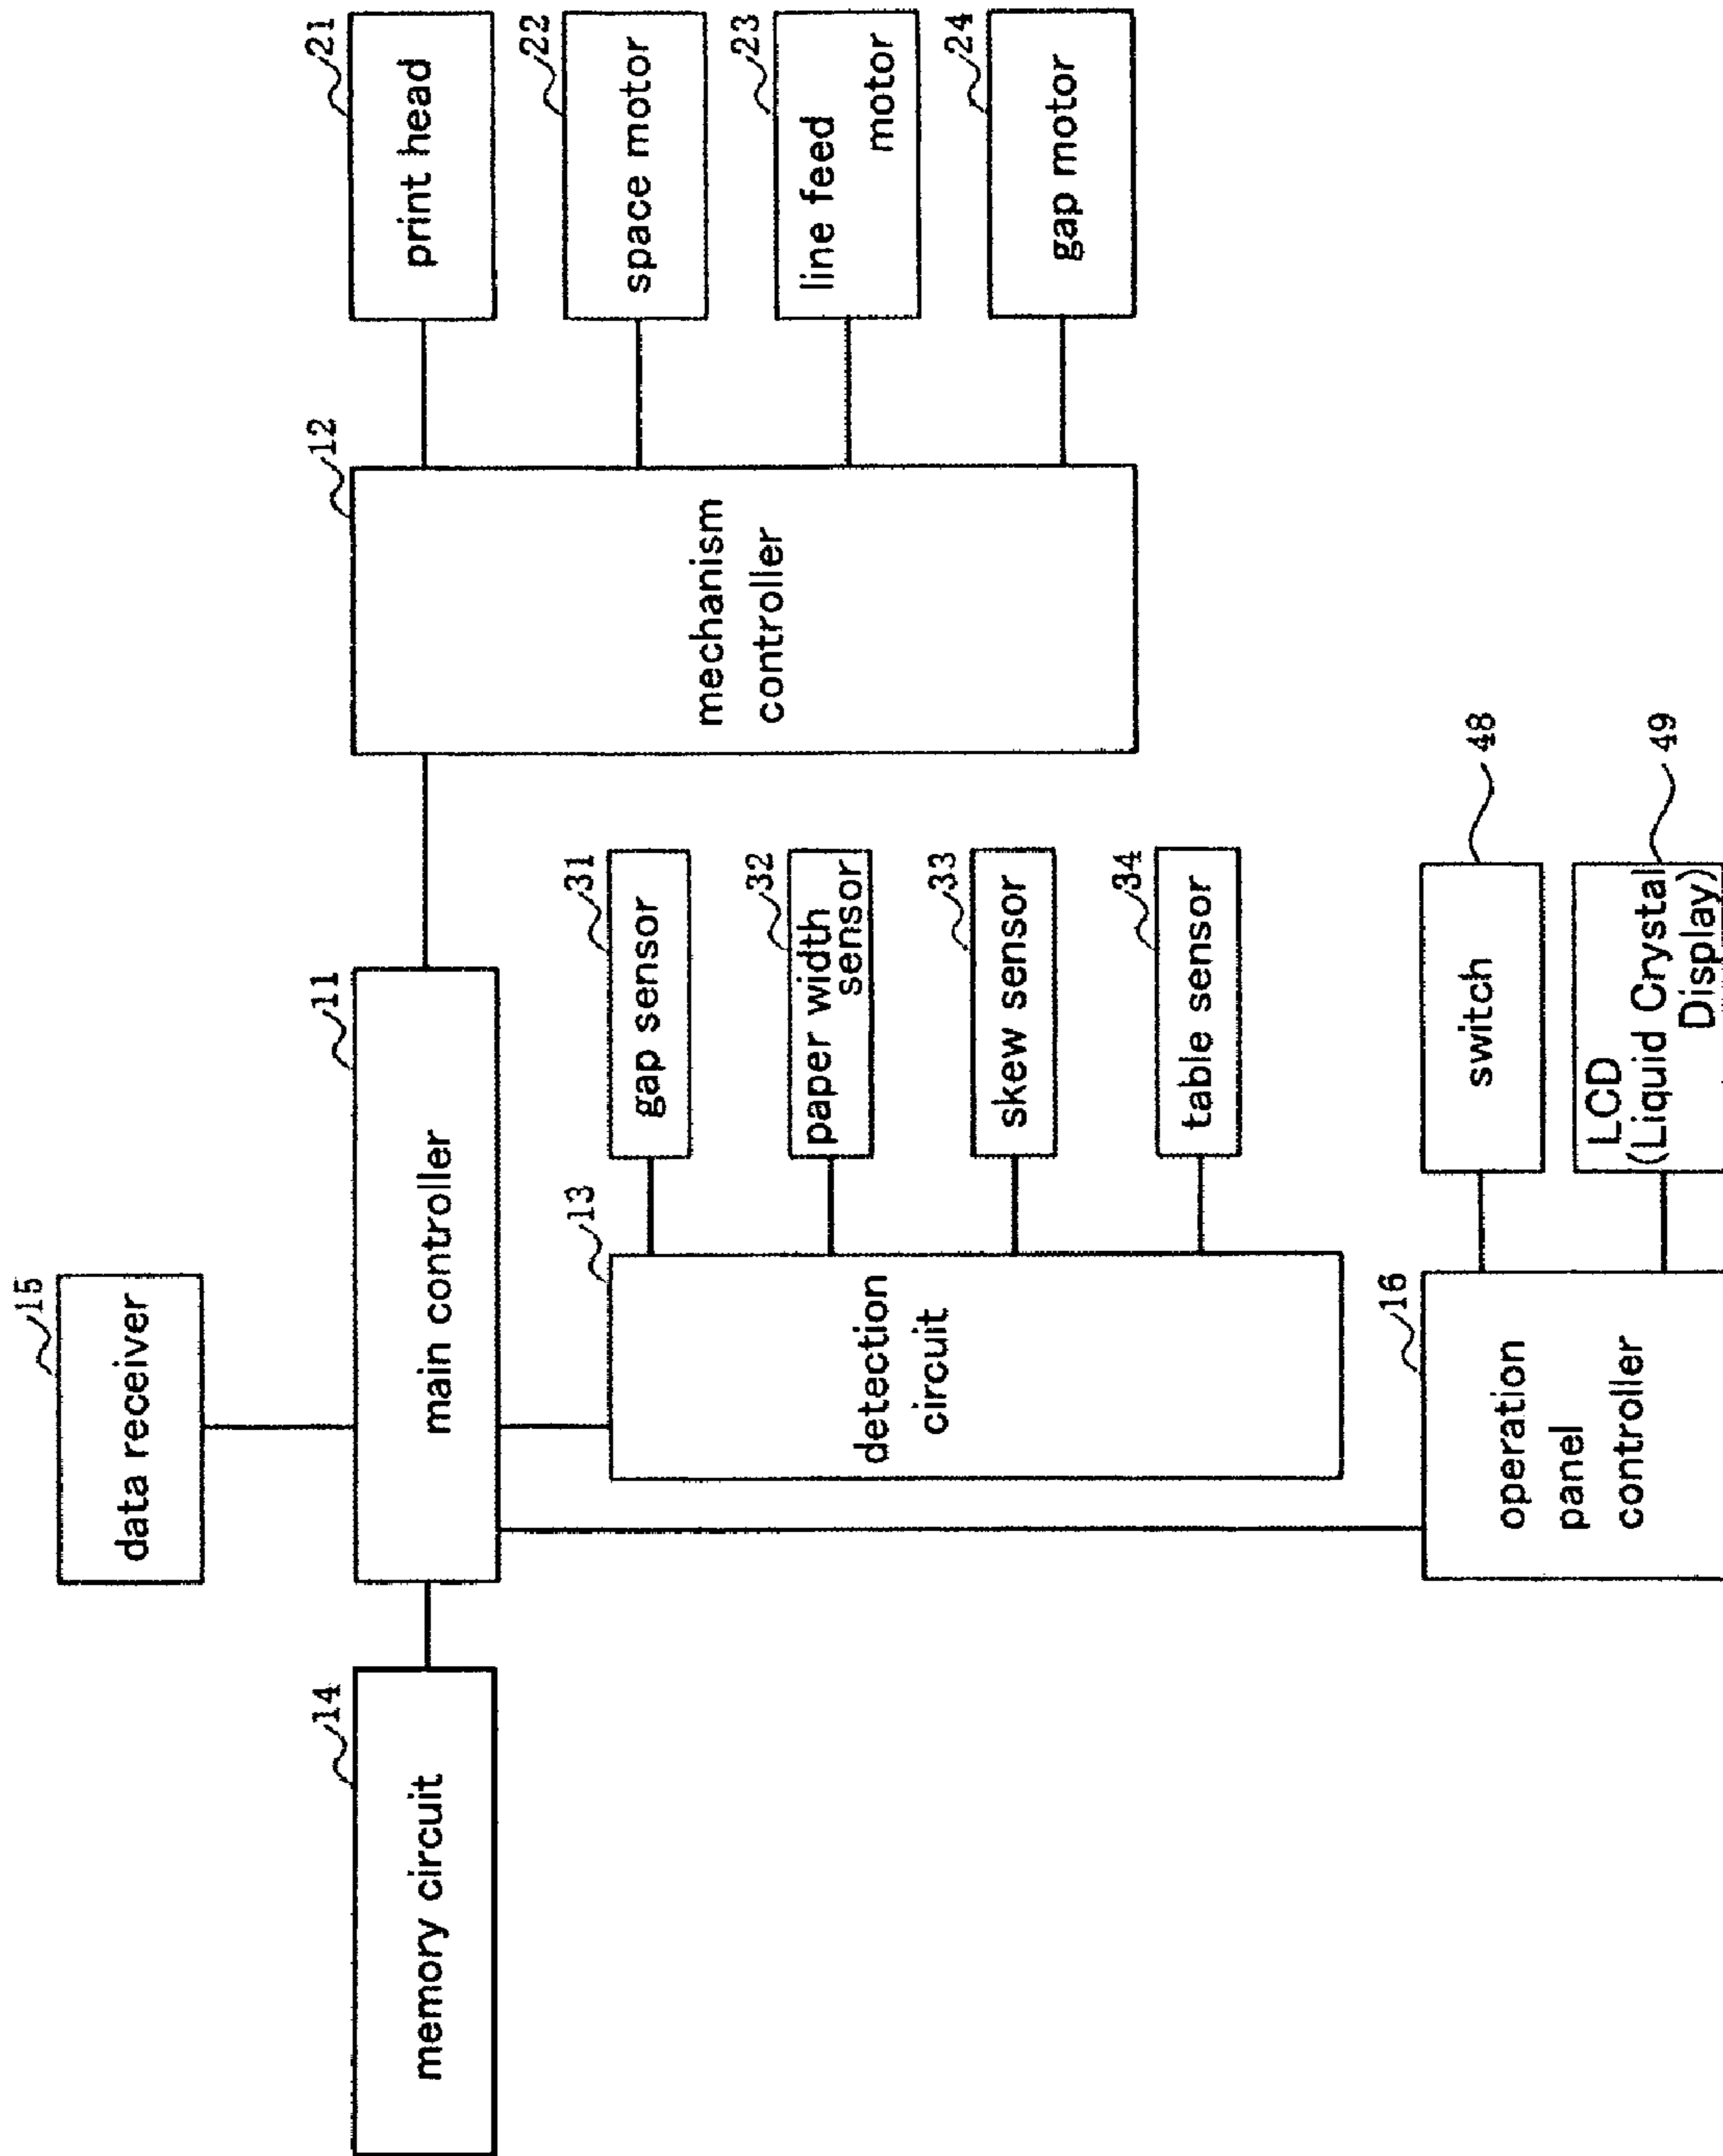 15
data receiver
14
memory circuit
11
main controller
12
mechanism
controller
21
print head
22
space motor
23
line feed
motor
24
gap motor
13
detection
circuit
31
gap sensor
32
paper width
sensor
33
skew sensor
34
table sensor
16
operation
panel
controller
switch
48
LCD
(Liquid Crystal
Display)
49